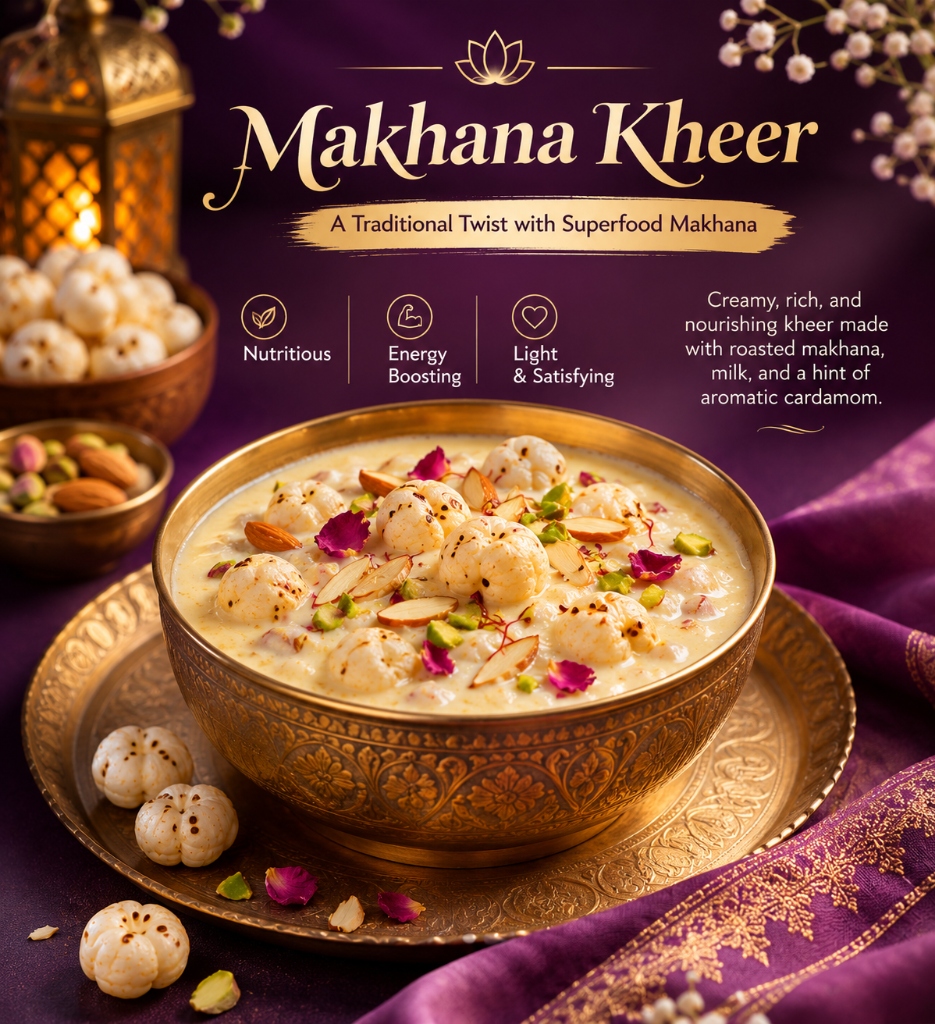 Makhana Kheer
A Traditional Twist with Superfood Makhana
Nutritious
Energy
Boosting
Light
& Satisfying
Creamy, rich, and
nourishing kheer made
with roasted makhana,
milk, and a hint of
aromatic cardamom.